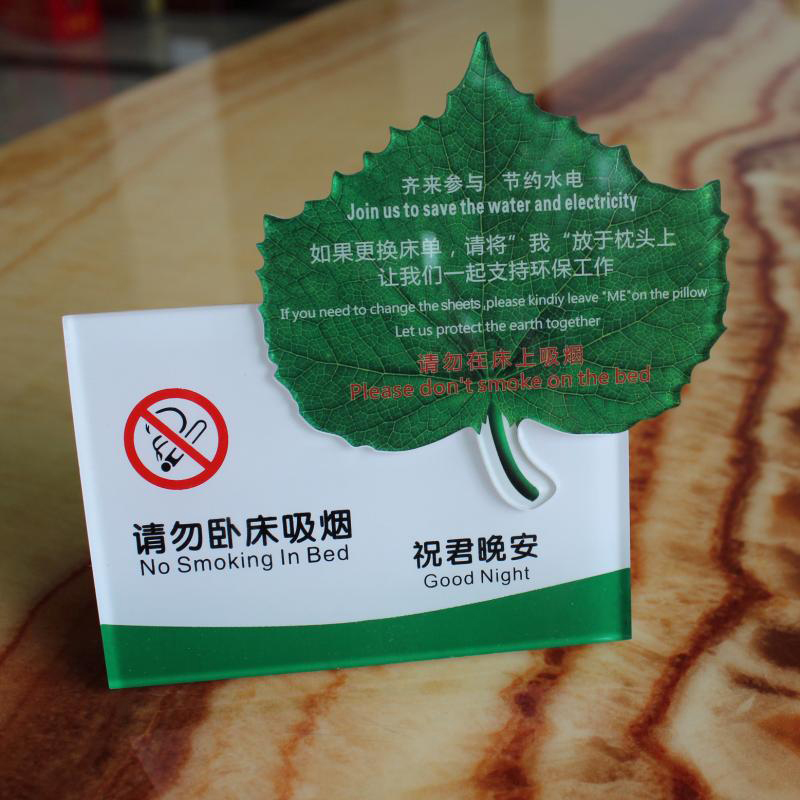 齐来参与 节约水电
Join us to save the water and electricity
如果更换床单，请将”我“放于枕头上
让我们一起支持环保工作
If you need to change the sheets ,please kindiy leave "ME"on the pillow
Let us protect the earth together
请勿在床上吸烟
Please don't smoke on the bed
请勿卧床吸烟
No Smoking In Bed
祝君晚安
Good Night